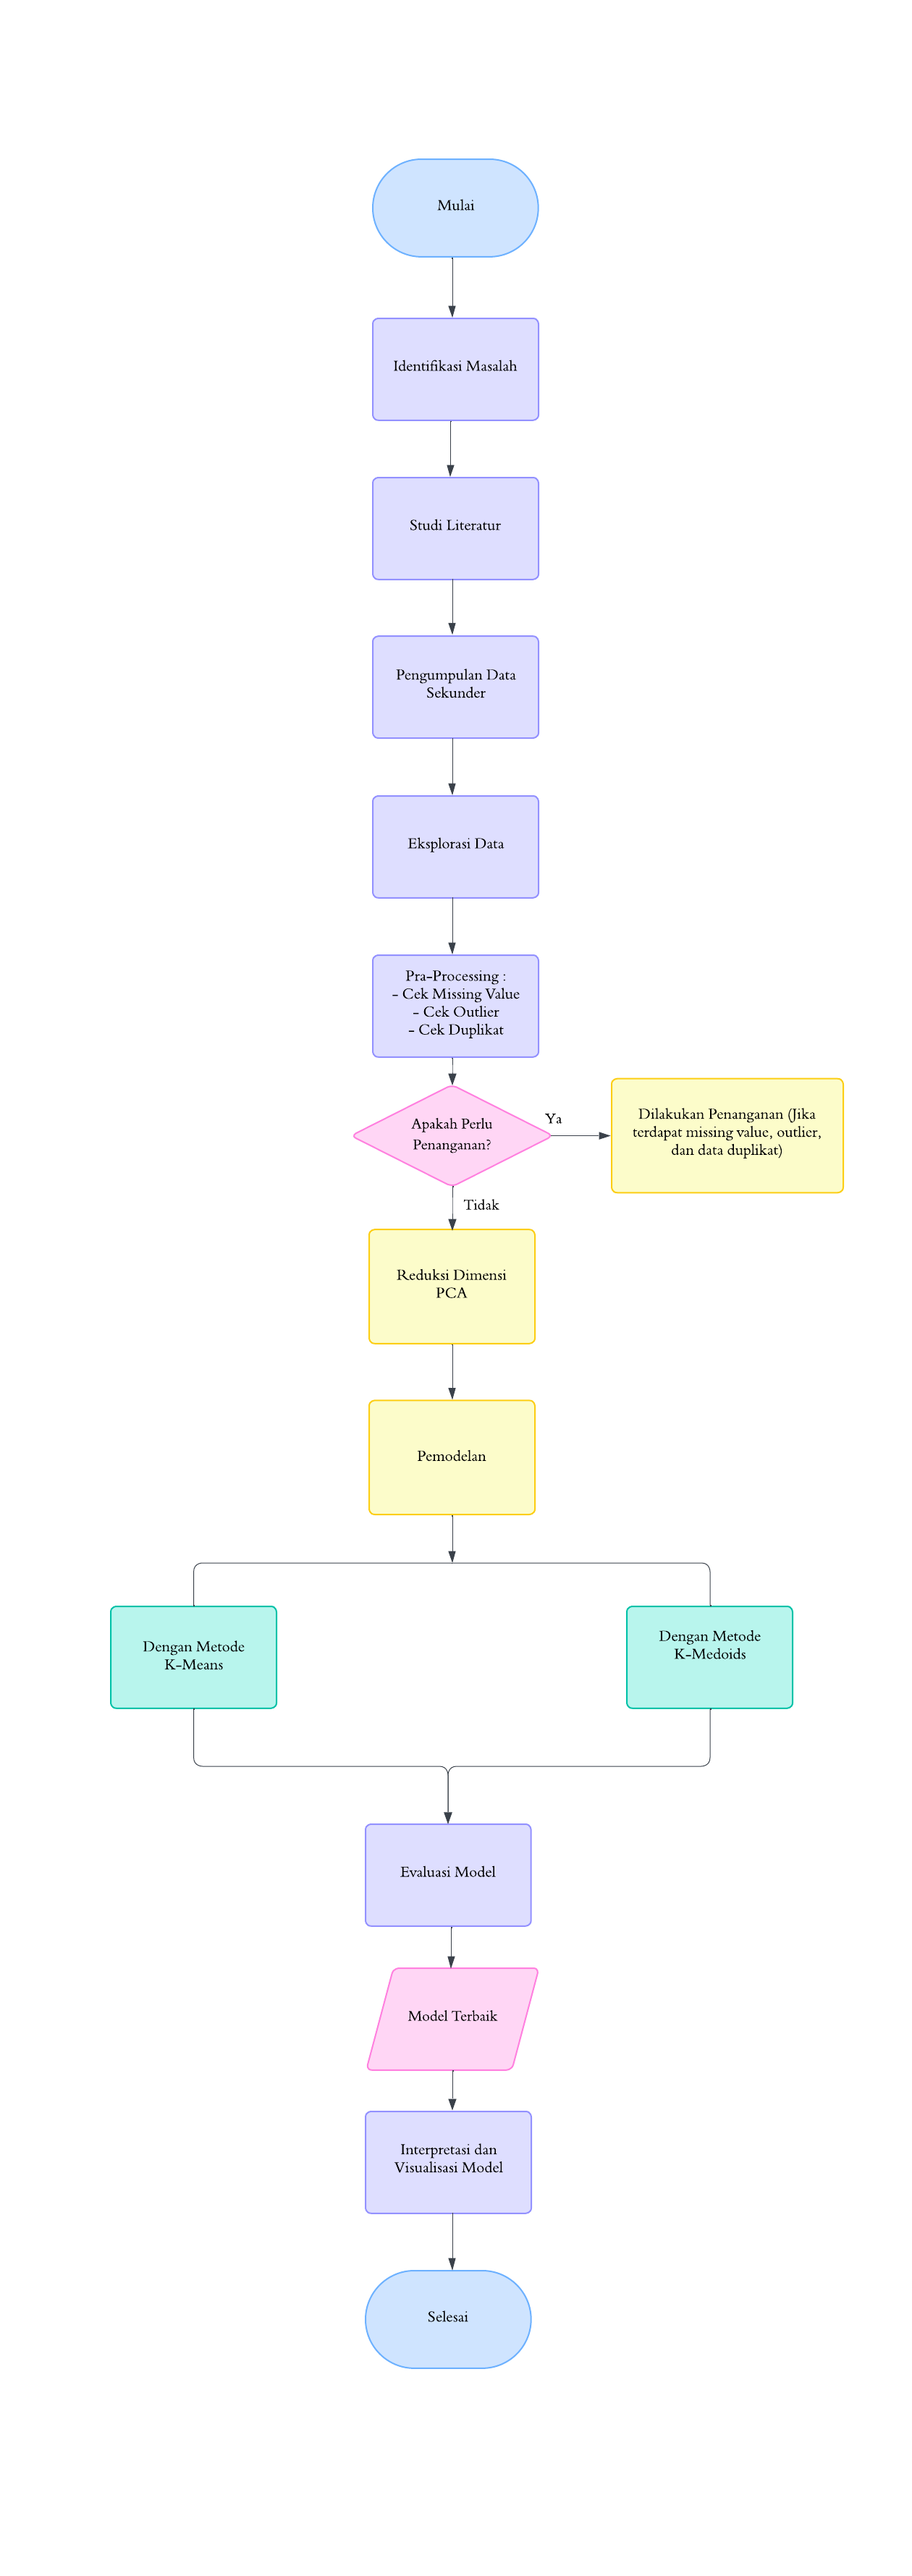 Mulai
Identifikasi Masalah
Studi Literatur
Pengumpulan Data
Sekunder
Eksplorasi Data
Pra-Processing :
- Cek Missing Value
- Cek Outlier
- Cek Duplikat
Apakah Perlu
Penanganan?
Ya
Dilakukan Penanganan (Jika
terdapat missing value, outlier,
dan data duplikat)
Tidak
Reduksi Dimensi
PCA
Pemodelan
Dengan Metode
K-Means
Dengan Metode
K-Medoids
Evaluasi Model
Model Terbaik
Interpretasi dan
Visualisasi Model
Selesai